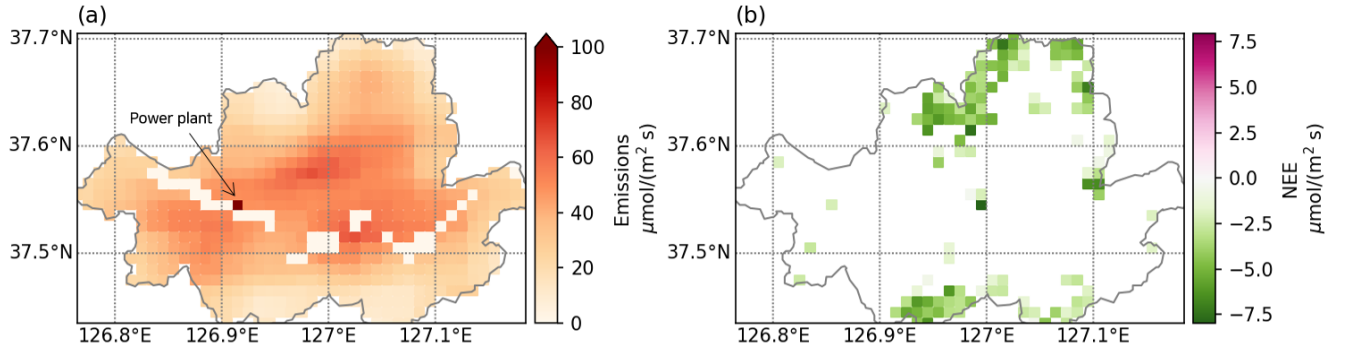 (a)
37.7°N
37.6°N
37.5°N
126.8°E
126.9°E
127°E
127.1°E
Power plant
100
80
60
40
20
0
Emissions
μmol/(m² s)
(b)
37.7°N
37.6°N
37.5°N
126.8°E
126.9°E
127°E
127.1°E
7.5
5.0
2.5
0.0
−2.5
−5.0
−7.5
NEE
μmol/(m² s)